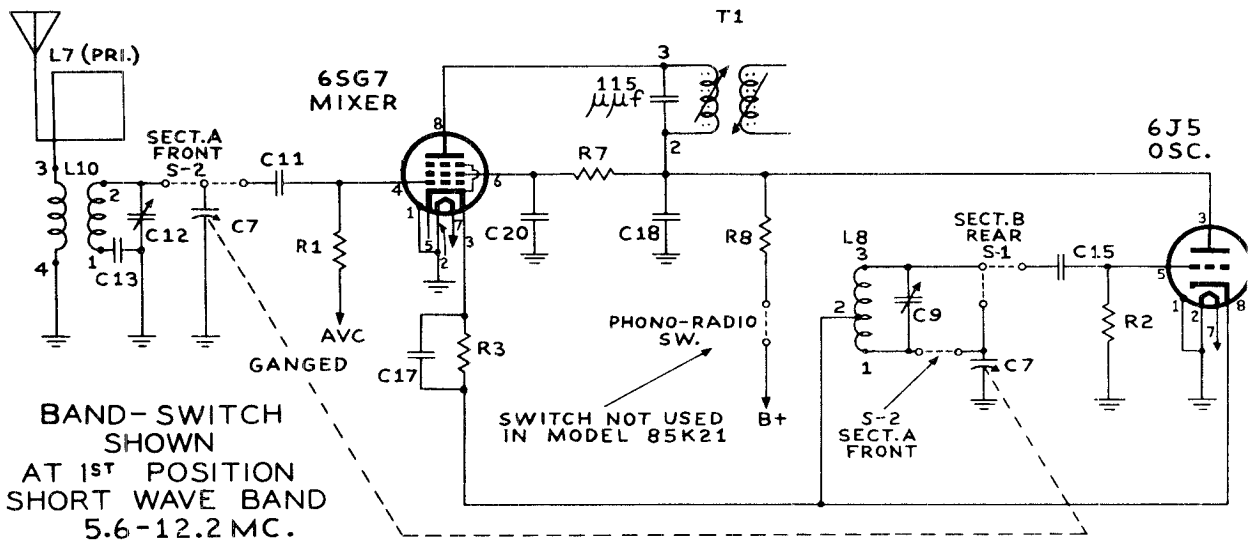 T1
L7 (PRI.)
6SG7
MIXER
115
μμf
3
2
6J5
OSC.
SECT.A
FRONT
S-2
C11
3
L10
2
C12
C7
C13
1
4
R1
AVC
8
4
6
1
5
2
7
3
R7
C20
C18
R8
L8
3
2
1
C9
SECT.B
REAR
S-1
C15
R2
C7
3
5
1
2
7
8
GANGED
C17
R3
PHONO-RADIO
SW.
SWITCH NOT USED
IN MODEL 85K21
B+
S-2
SECT.A
FRONT
BAND-SWITCH
SHOWN
AT 1ST POSITION
SHORT WAVE BAND
5.6-12.2 MC.